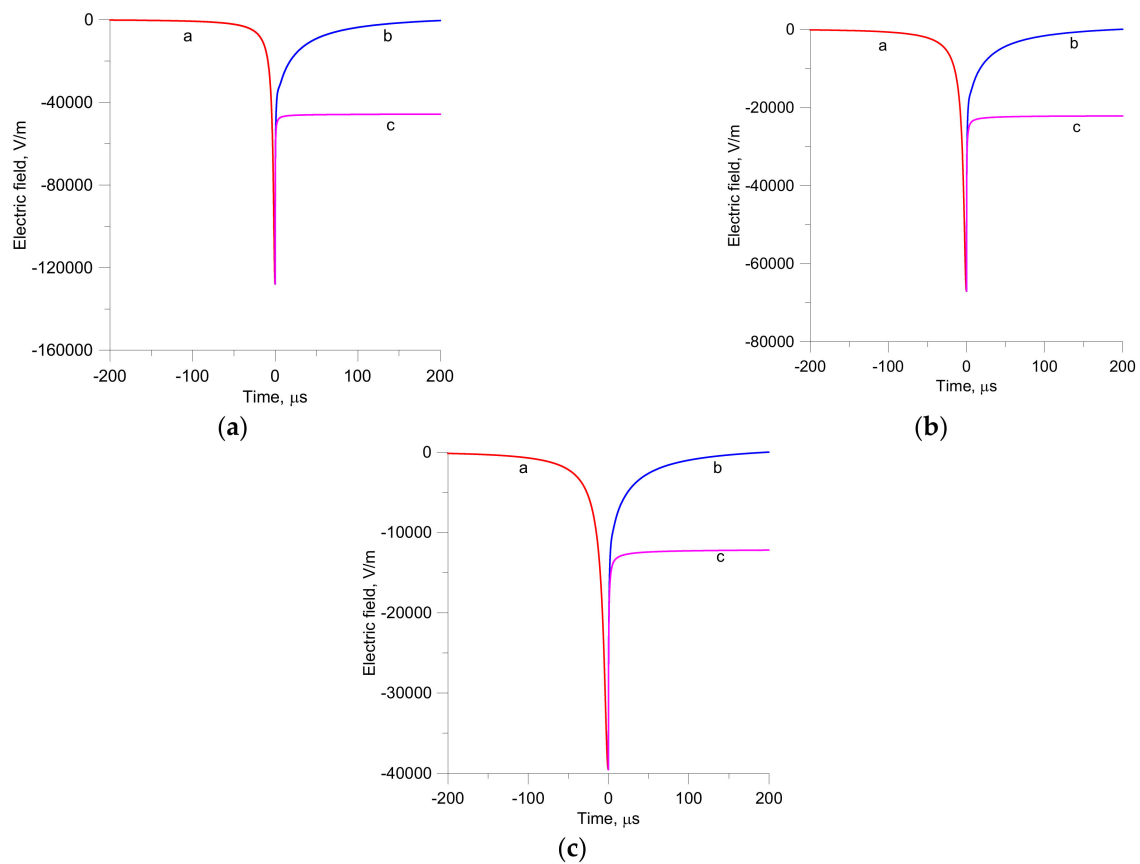 0
-40000
-80000
-120000
-160000
Electric field, V/m
a
b
c
-200 -100 0 100 200
Time, μs
(a)
0
-20000
-40000
-60000
-80000
Electric field, V/m
a
b
c
-200 -100 0 100 200
Time, μs
(b)
0
-10000
-20000
-30000
-40000
Electric field, V/m
a
b
c
-200 -100 0 100 200
Time, μs
(c)